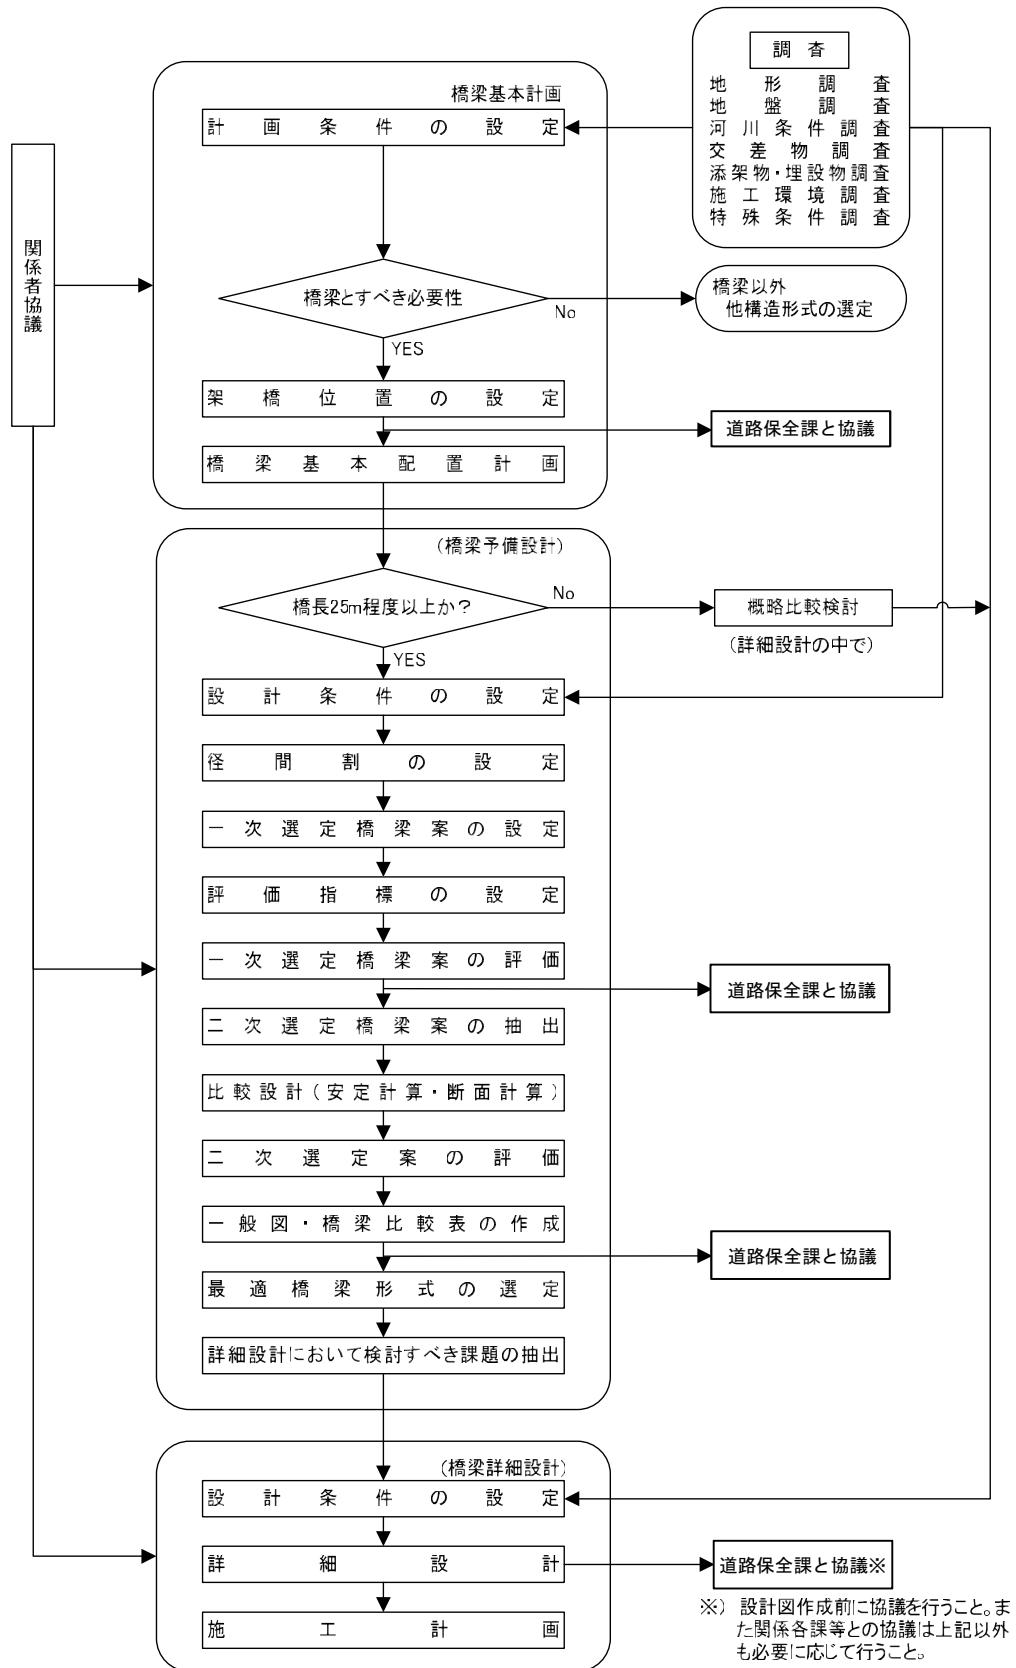 調査
地形調査
地盤調査
河川条件調査
交差物調査
添架物・埋設物調査
施工環境調査
特殊条件調査
関係者協議
橋梁基本計画
計画条件の設定
橋梁とすべき必要性
No
橋梁以外
他構造形式の選定
YES
架橋位置の設定
道路保全課と協議
橋梁基本配置計画
(橋梁予備設計)
橋長25m程度以上か?
No
概略比較検討
(詳細設計の中で)
YES
設計条件の設定
径間割の設定
一次選定橋梁案の設定
評価指標の設定
一次選定橋梁案の評価
道路保全課と協議
二次選定橋梁案の抽出
比較設計(安定計算・断面計算)
二次選定案の評価
一般図・橋梁比較表の作成
道路保全課と協議
最適橋梁形式の選定
詳細設計において検討すべき課題の抽出
(橋梁詳細設計)
設計条件の設定
詳細設計
道路保全課と協議※
施工計画
※) 設計図作成前に協議を行うこと。ま
た関係各課等との協議は上記以外
も必要に応じて行うこと。